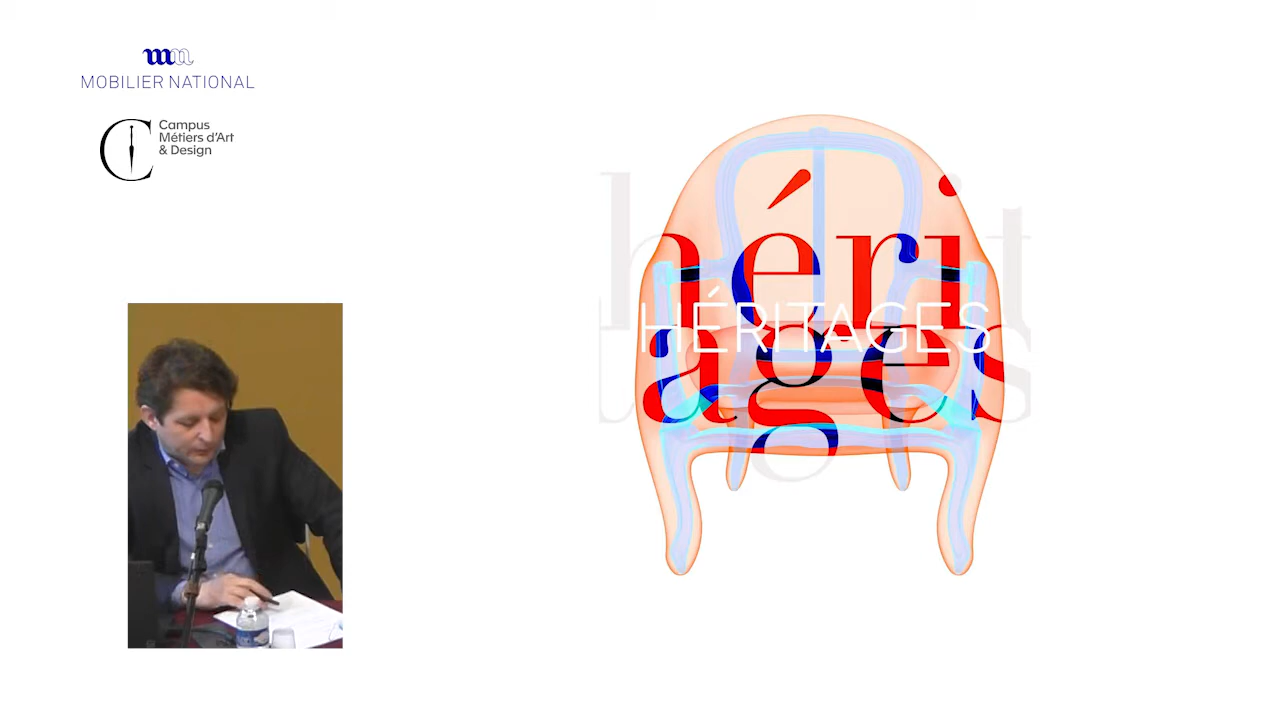 MOBILIER NATIONAL
Campus
Métiers d'Art
& Design
héri
ages
HÉRITAGES